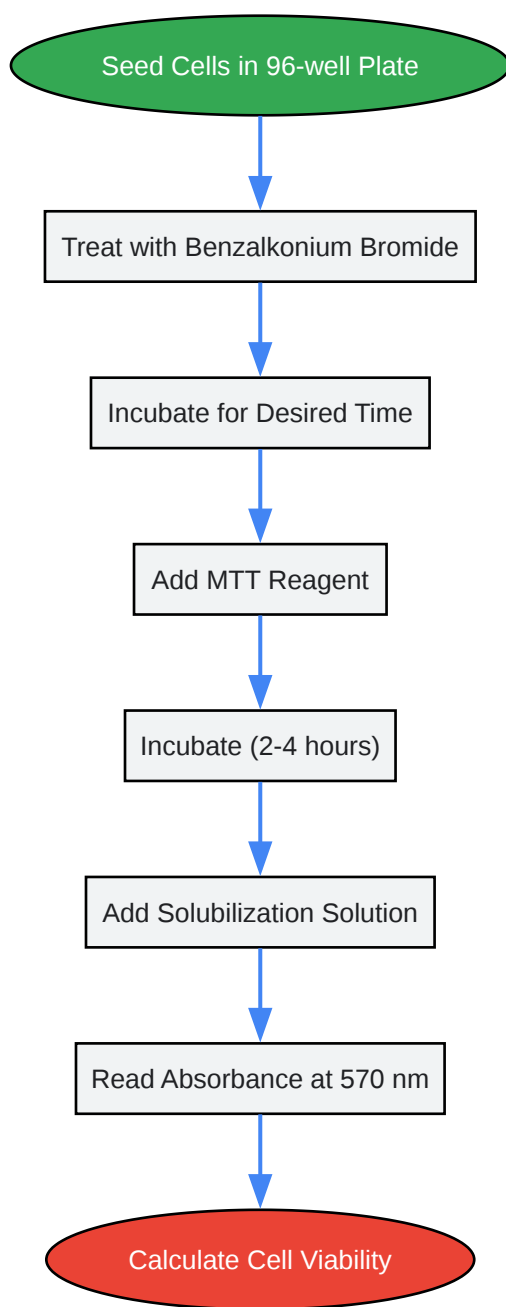 Seed Cells in 96-well Plate
Treat with Benzalkonium Bromide
Incubate for Desired Time
Add MTT Reagent
Incubate (2-4 hours)
Add Solubilization Solution
Read Absorbance at 570 nm
Calculate Cell Viability